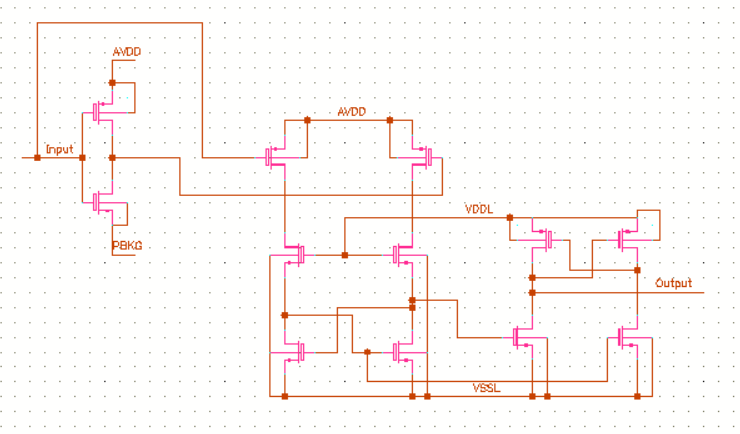 AVDD
AVDD
Input
VDDL
PBKG
Output
VSSL